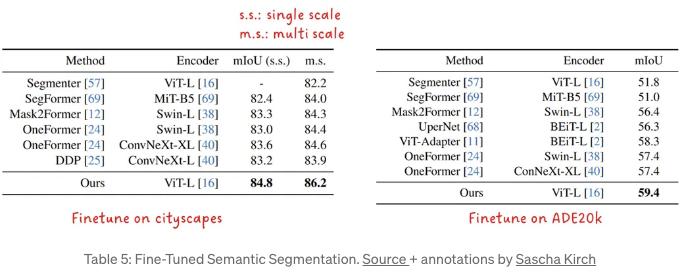 s.s.: single scale
m.s.: multi scale
Method Encoder mIoU (s.s.) m.s.
Segmenter [57] ViT-L [16] - 82.2
SegFormer [69] MiT-B5 [69] 82.4 84.0
Mask2Former [12] Swin-L [38] 83.3 84.3
OneFormer [24] Swin-L [38] 83.0 84.4
OneFormer [24] ConvNeXt-XL [40] 83.6 84.6
DDP [25] ConvNeXt-L [40] 83.2 83.9
Ours ViT-L [16] 84.8 86.2
Finetune on cityscapes
Method Encoder mIoU
Segmenter [57] ViT-L [16] 51.8
SegFormer [69] MiT-B5 [69] 51.0
Mask2Former [12] Swin-L [38] 56.4
UperNet [68] BEiT-L [2] 56.3
ViT-Adapter [11] BEiT-L [2] 58.3
OneFormer [24] Swin-L [38] 57.4
OneFormer [24] ConNeXt-XL [40] 57.4
Ours ViT-L [16] 59.4
Finetune on ADE20k
Table 5: Fine-Tuned Semantic Segmentation. Source + annotations by Sascha Kirch